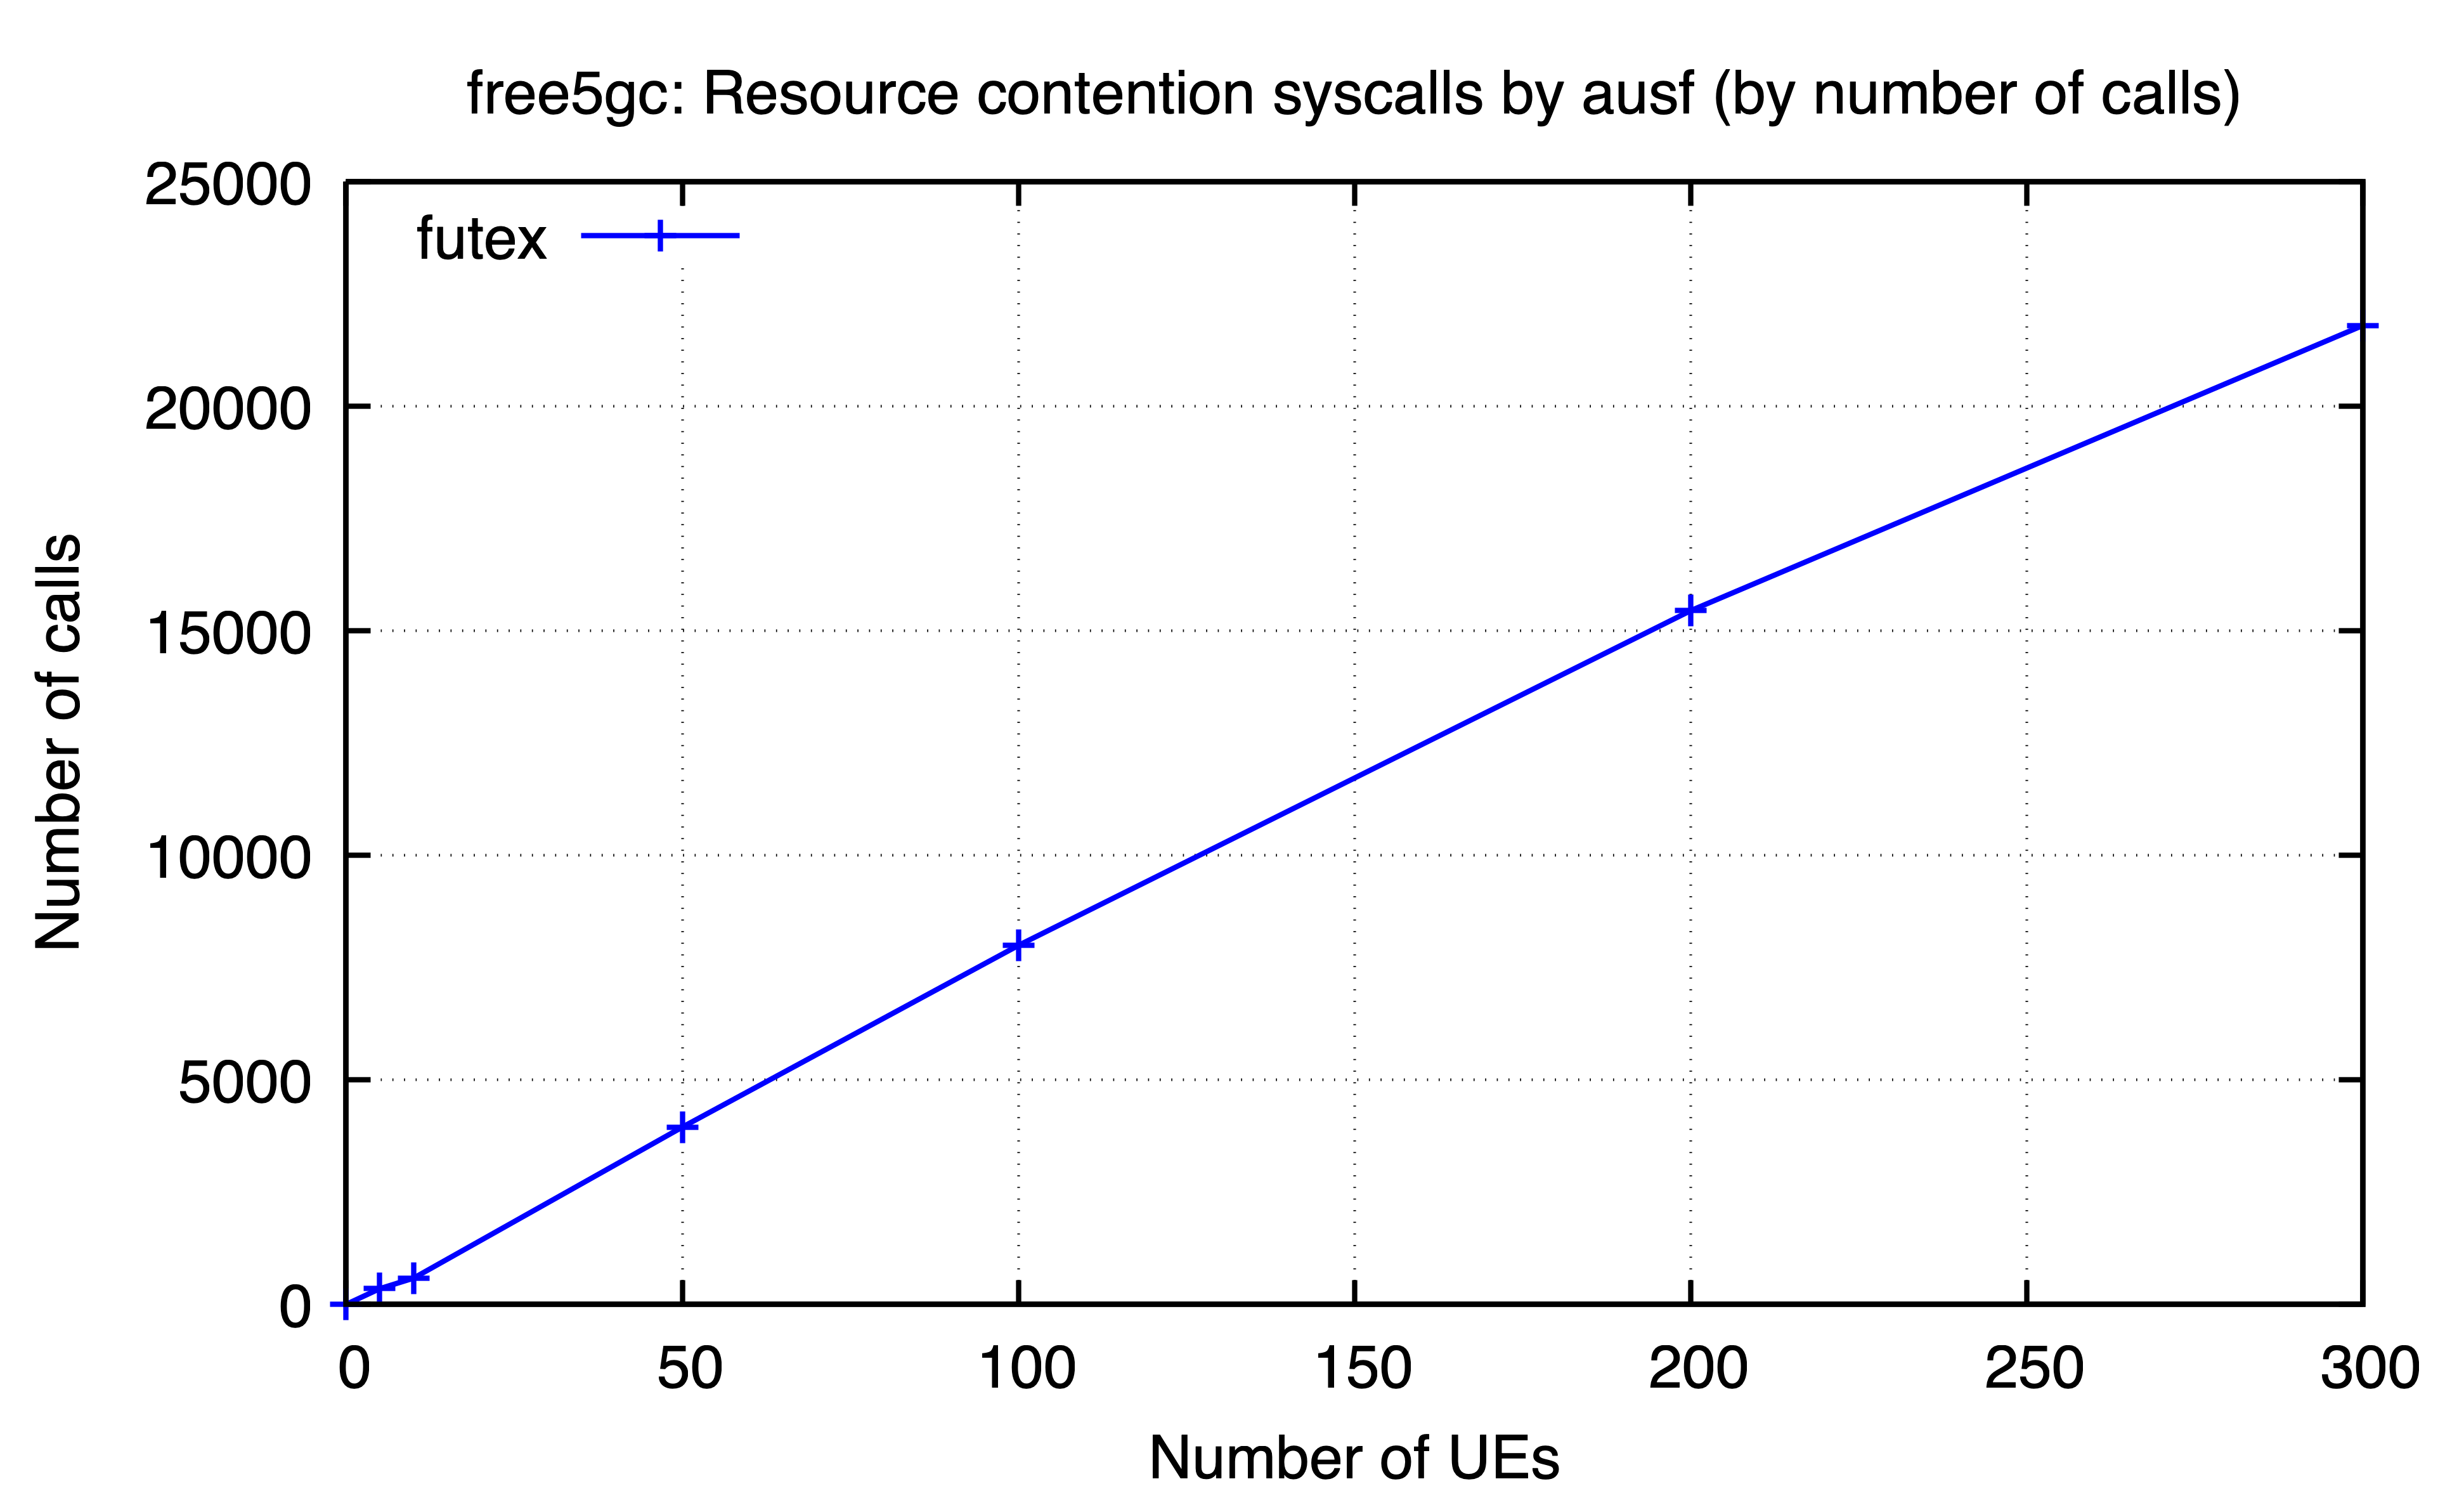 free5gc: Resource contention syscalls by ausf (by number of calls)
25000
futex
20000
15000
10000
5000
0
Number of calls
0 50 100 150 200 250 300
Number of UEs